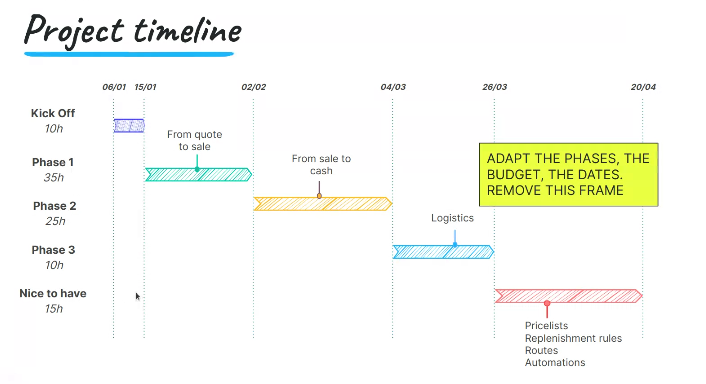 Project timeline
06/01 15/01 02/02 04/03 26/03 20/04
Kick Off
10h
From quote
to sale
Phase 1
35h
From sale to
cash
ADAPT THE PHASES, THE
BUDGET, THE DATES.
REMOVE THIS FRAME
Phase 2
25h
Logistics
Phase 3
10h
Nice to have
15h
Pricelists
Replenishment rules
Routes
Automations